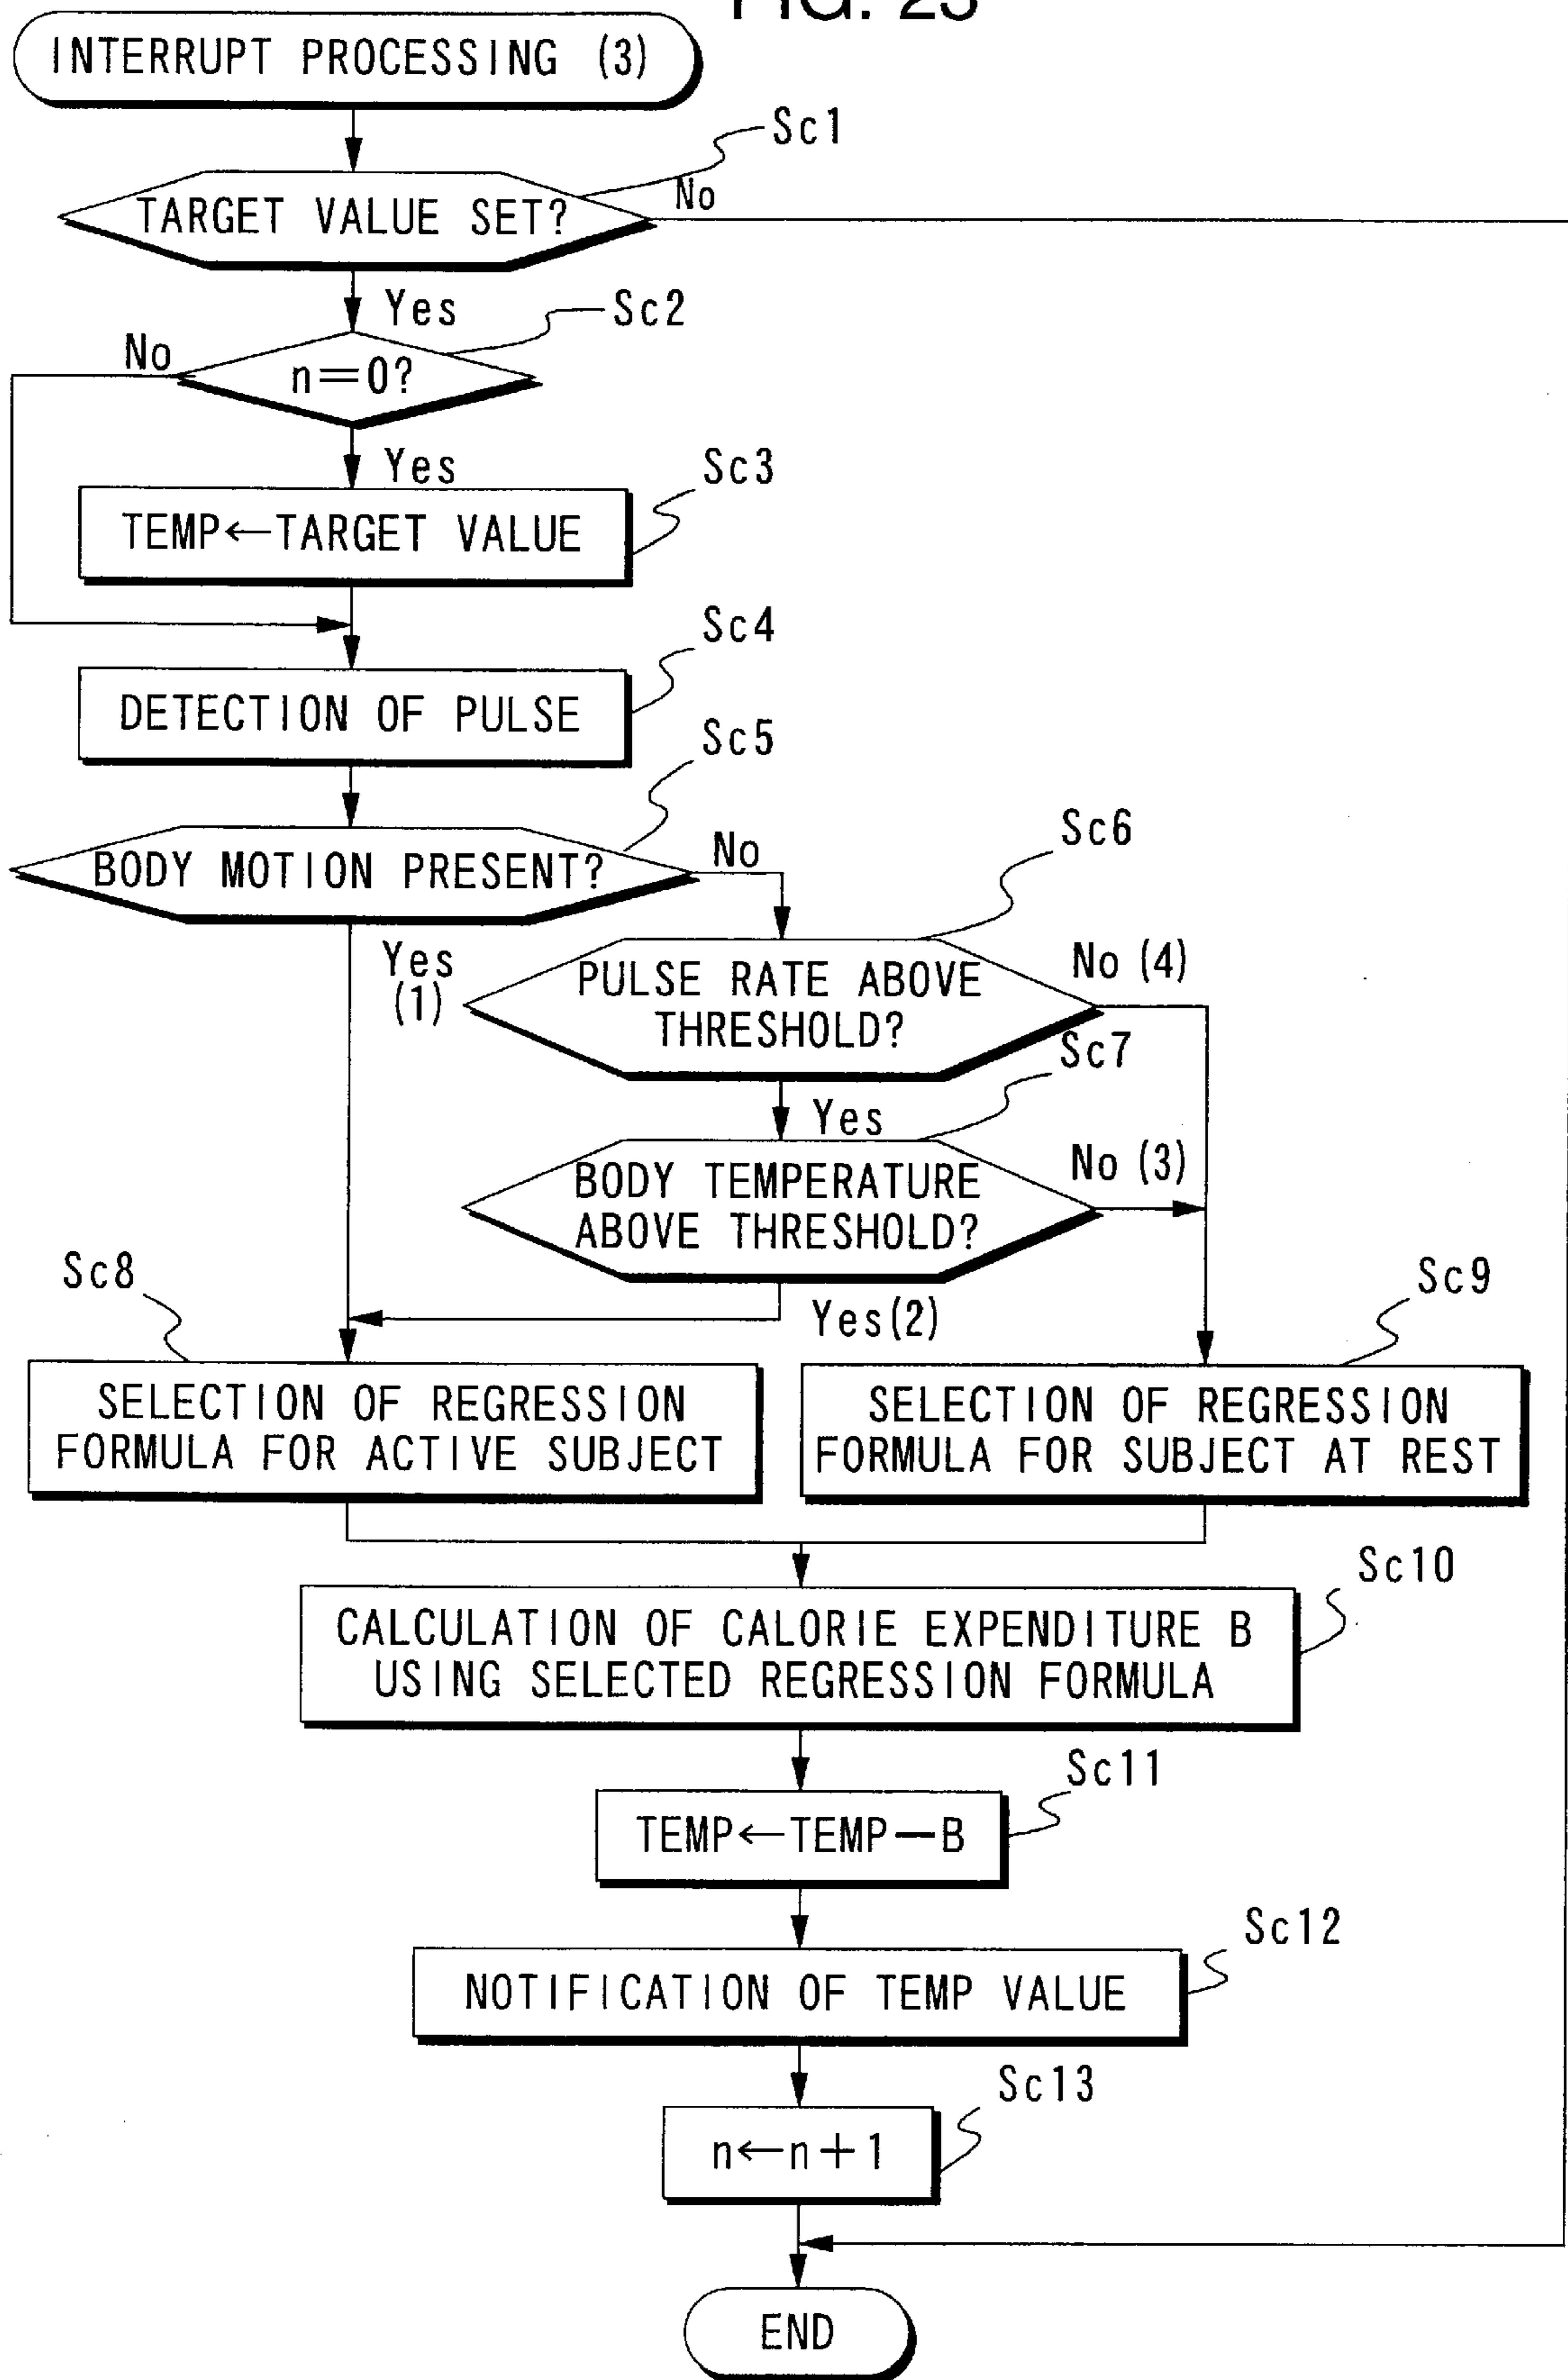 FIG. 23
INTERRUPT PROCESSING (3)
Sc1
TARGET VALUE SET?
No
Yes
Sc2
No
n=0?
Yes
Sc3
TEMP←TARGET VALUE
Sc4
DETECTION OF PULSE
Sc5
BODY MOTION PRESENT?
No
Sc6
Yes
(1)
PULSE RATE ABOVE
THRESHOLD?
No (4)
Sc7
Yes
BODY TEMPERATURE
ABOVE THRESHOLD?
No (3)
Yes(2)
Sc8
Sc9
SELECTION OF REGRESSION
FORMULA FOR ACTIVE SUBJECT
SELECTION OF REGRESSION
FORMULA FOR SUBJECT AT REST
Sc10
CALCULATION OF CALORIE EXPENDITURE B
USING SELECTED REGRESSION FORMULA
Sc11
TEMP←TEMP—B
Sc12
NOTIFICATION OF TEMP VALUE
Sc13
n←n+1
END